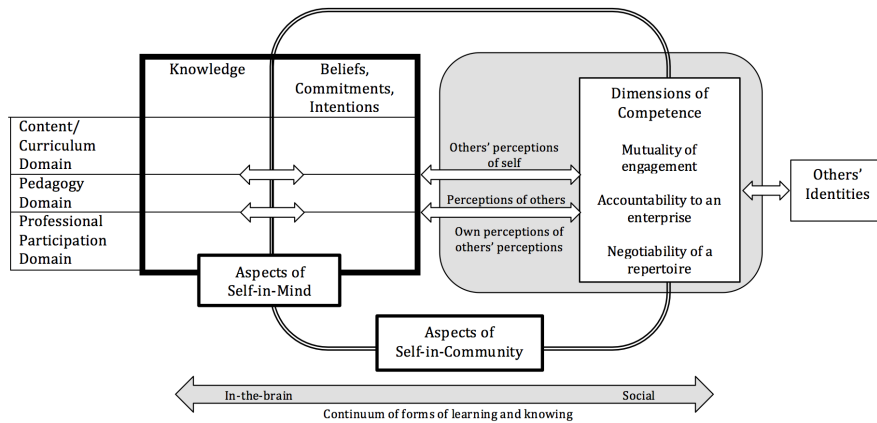 Knowledge
Beliefs,
Commitments,
Intentions
Content/
Curriculum
Domain
Pedagogy
Domain
Professional
Participation
Domain
Aspects of
Self-in-Mind
Others’ perceptions
of self
Perceptions of others
Own perceptions of
others’ perceptions
Dimensions of
Competence
Mutuality of
engagement
Accountability to an
enterprise
Negotiability of a
repertoire
Others’
Identities
Aspects of
Self-in-Community
In-the-brain
Social
Continuum of forms of learning and knowing